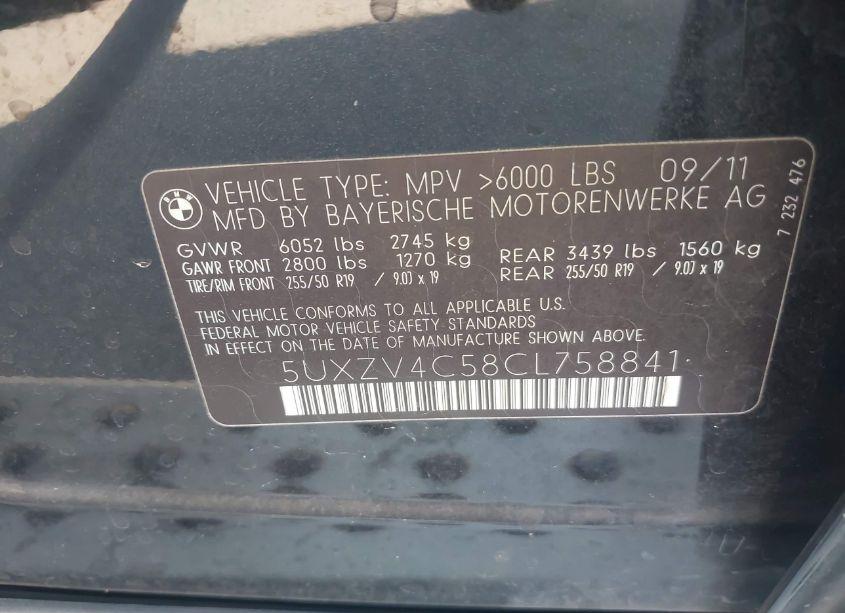 BMW
VEHICLE TYPE: MPV >6000 LBS 09/11
MFD BY BAYERISCHE MOTORENWERKE AG
GVWR 6052 lbs 2745 kg
GAWR FRONT 2800 lbs 1270 kg REAR 3439 lbs 1560 kg
TIRE/RIM FRONT 255/50 R19 / 9.0J x 19 REAR 255/50 R19 / 9.0J x 19
THIS VEHICLE CONFORMS TO ALL APPLICABLE U.S.
FEDERAL MOTOR VEHICLE SAFETY STANDARDS
IN EFFECT ON THE DATE OF MANUFACTURE SHOWN ABOVE.
5UXZV4C58CL758841
7 232 476